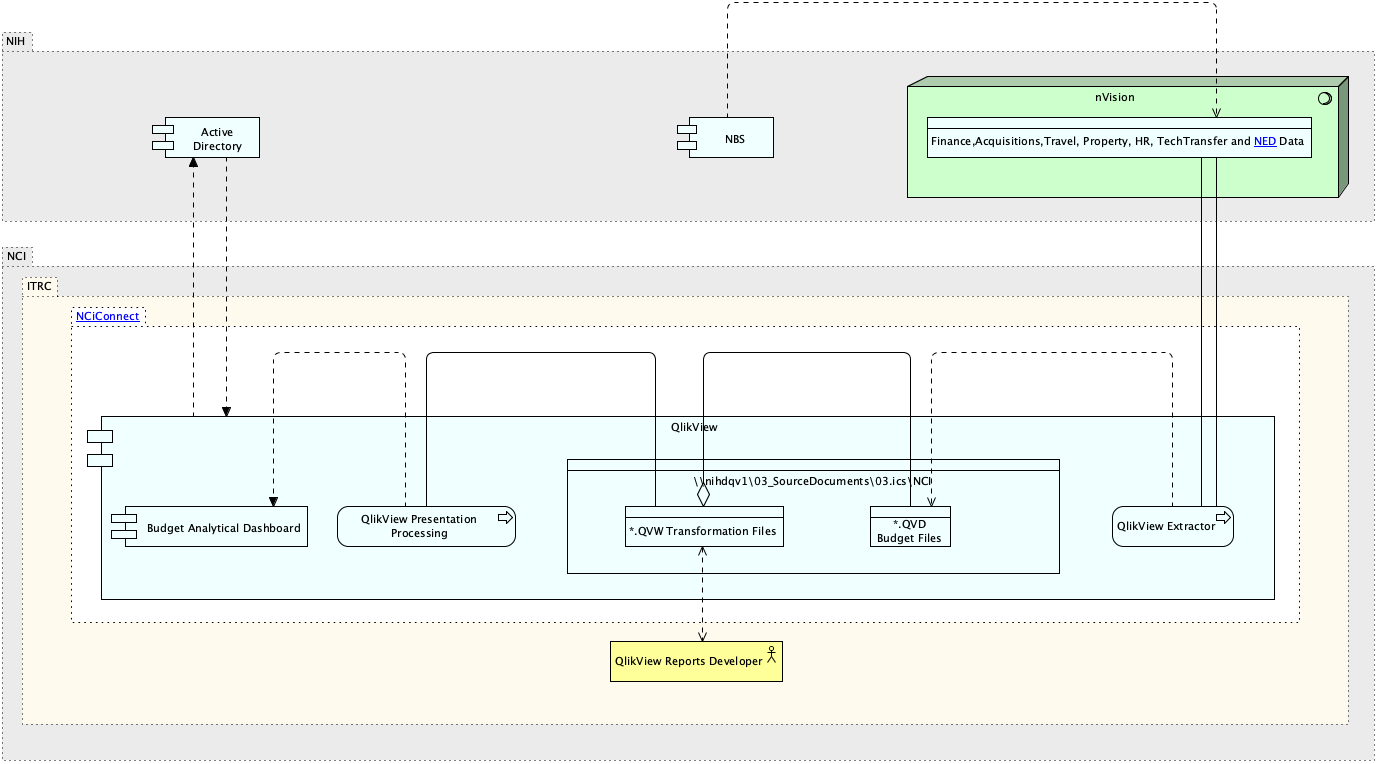 NIH
nVision
Active
Directory
NBS
Finance,Acquisitions,Travel, Property, HR, TechTransfer and NED Data
NCI
ITRC
NCiConnect
QlikView
\\nihdqv1\03_SourceDocuments\03.ics\NCI
Budget Analytical Dashboard
QlikView Presentation
Processing
*.QVW Transformation Files
*.QVD
Budget Files
QlikView Extractor
QlikView Reports Developer